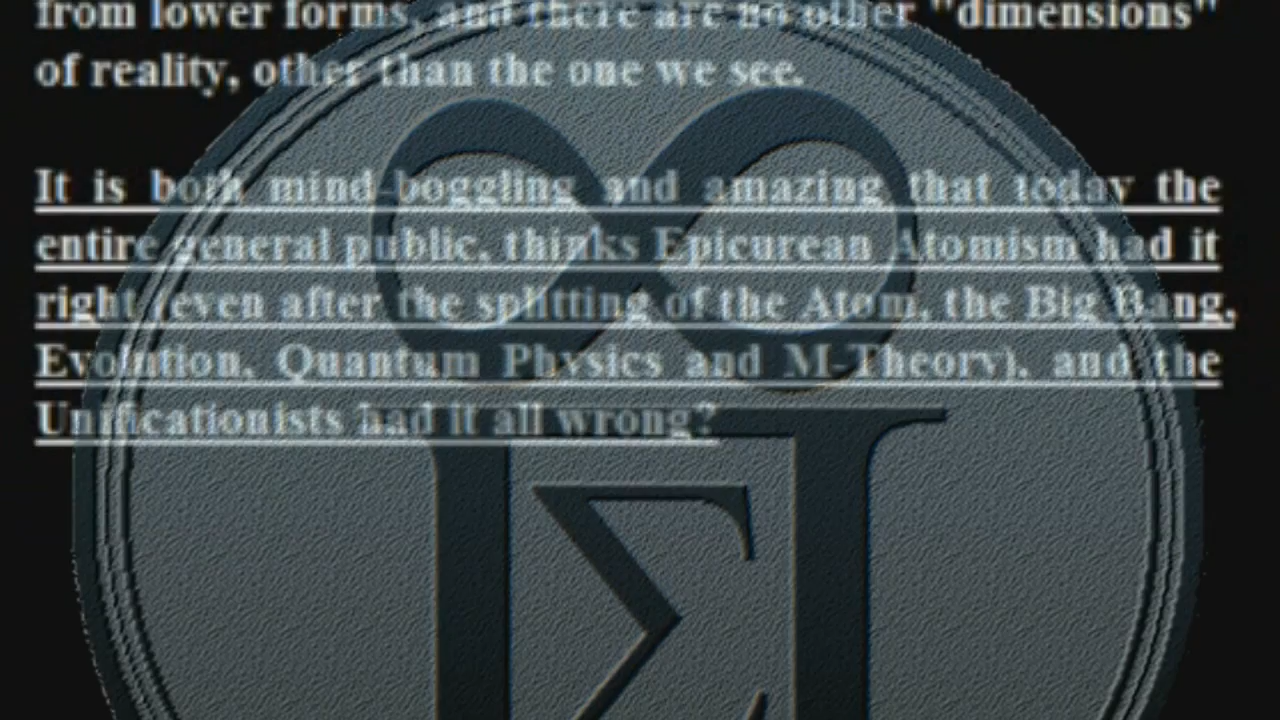 from lower forms, and there are no other "dimensions"
of reality, other than the one we see.
It is both mind-boggling and amazing that today the
entire general public, thinks Epicurean Atomism had it
right (even after the splitting of the Atom, the Big Bang,
Evolution, Quantum Physics and M-Theory), and the
Unificationists had it all wrong?
Σ